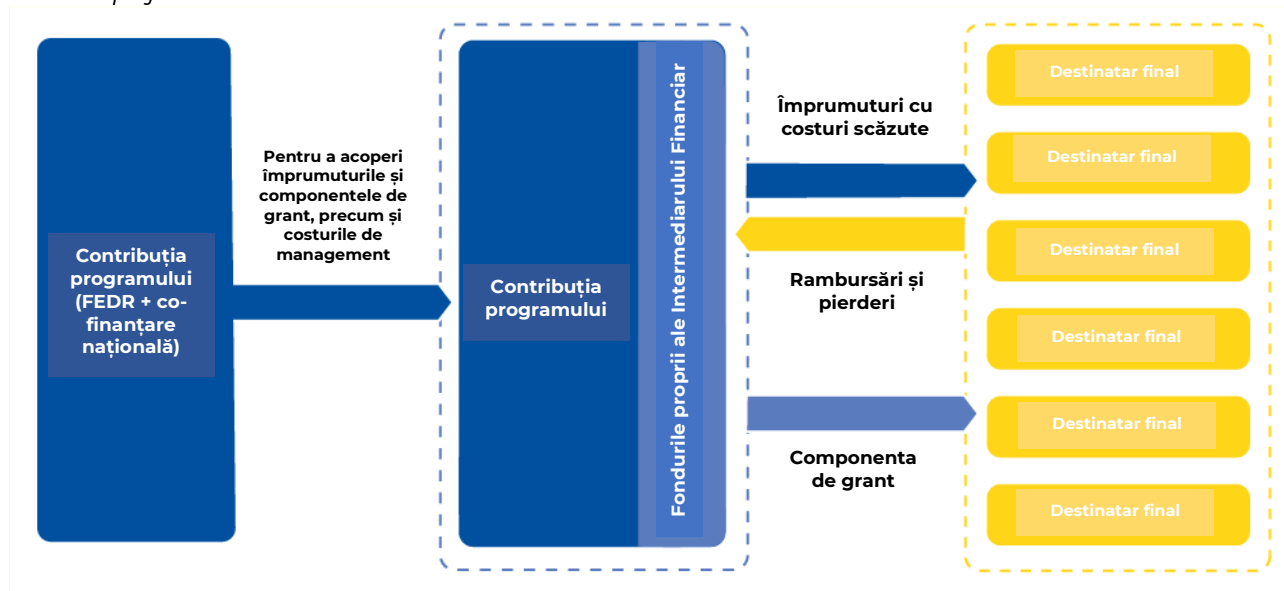 Contribuția
programului
(FEDR + co-
finanțare
națională)
Pentru a acoperi
împrumuturile și
componentele de
grant, precum și
costurile de
management
Contribuția
programului
Fondurile proprii ale Intermediarului Financiar
Împrumuturi cu
costuri scăzute
Rambursări și
pierderi
Componenta
de grant
Destinatar final
Destinatar final
Destinatar final
Destinatar final
Destinatar final
Destinatar final